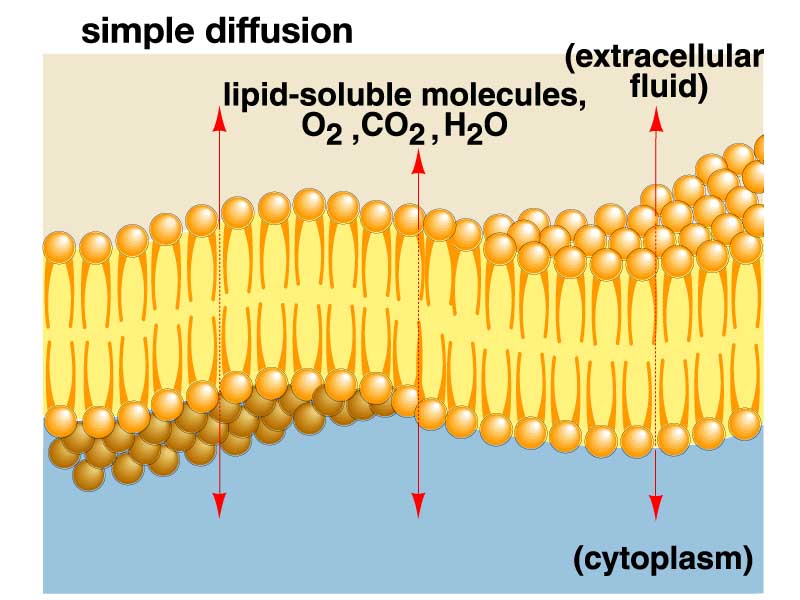 simple diffusion
(extracellular
fluid)
lipid-soluble molecules,
O2 ,CO2, H2O
(cytoplasm)